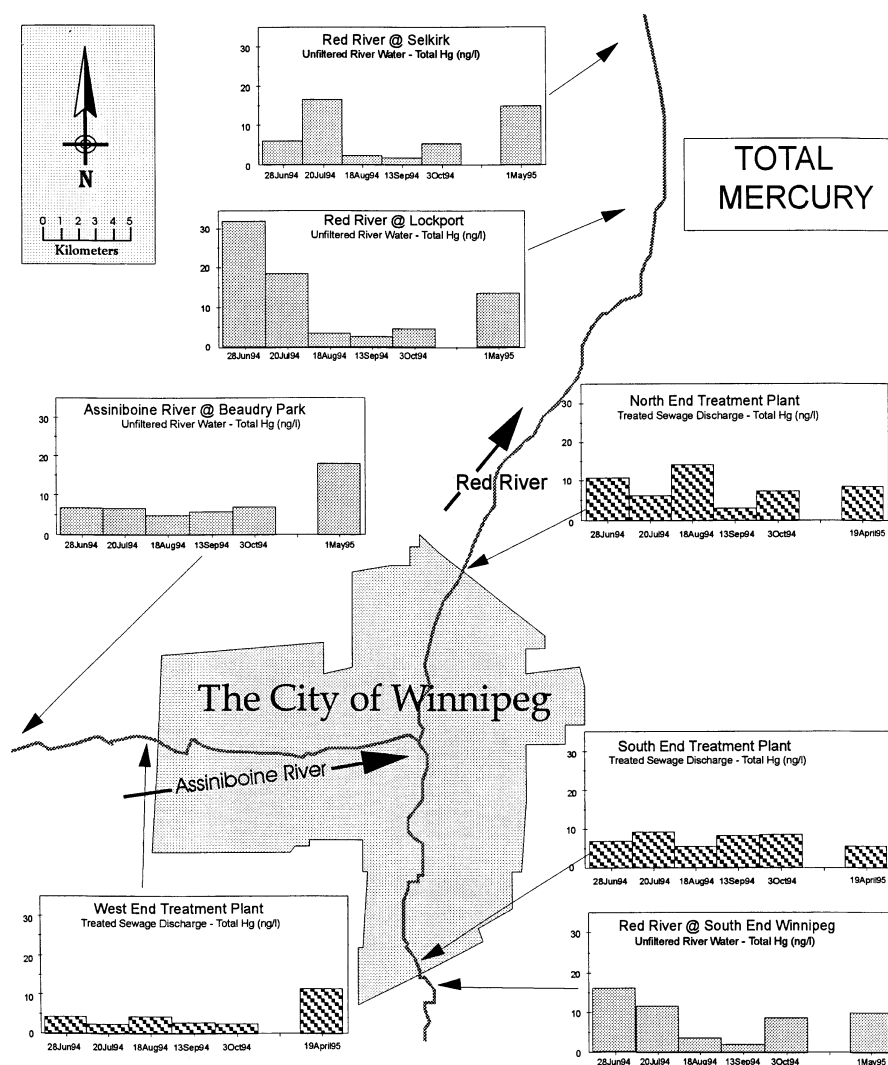 Red River @ Selkirk
Unfiltered River Water - Total Hg (ng/l)
30
20
10
0
28Jun94 20Jul94 18Aug94 13Sep94 3Oct94 1May95
N
0 1 2 3 4 5
Kilometers
TOTAL
MERCURY
Red River @ Lockport
Unfiltered River Water - Total Hg (ng/l)
30
20
10
0
28Jun94 20Jul94 18Aug94 13Sep94 3Oct94 1May95
Assiniboine River @ Beaudry Park
Unfiltered River Water - Total Hg (ng/l)
30
20
10
0
28Jun94 20Jul94 18Aug94 13Sep94 3Oct94 1May95
North End Treatment Plant
Treated Sewage Discharge - Total Hg (ng/l)
30
20
10
0
28Jun94 20Jul94 18Aug94 13Sep94 3Oct94 19April95
Red River
The City of Winnipeg
Assiniboine River
South End Treatment Plant
Treated Sewage Discharge - Total Hg (ng/l)
30
20
10
0
28Jun94 20Jul94 18Aug94 13Sep94 3Oct94 19April95
West End Treatment Plant
Treated Sewage Discharge - Total Hg (ng/l)
30
20
10
0
28Jun94 20Jul94 18Aug94 13Sep94 3Oct94 19April95
Red River @ South End Winnipeg
Unfiltered River Water - Total Hg (ng/l)
30
20
10
0
28Jun94 20Jul94 18Aug94 13Sep94 3Oct94 1May95